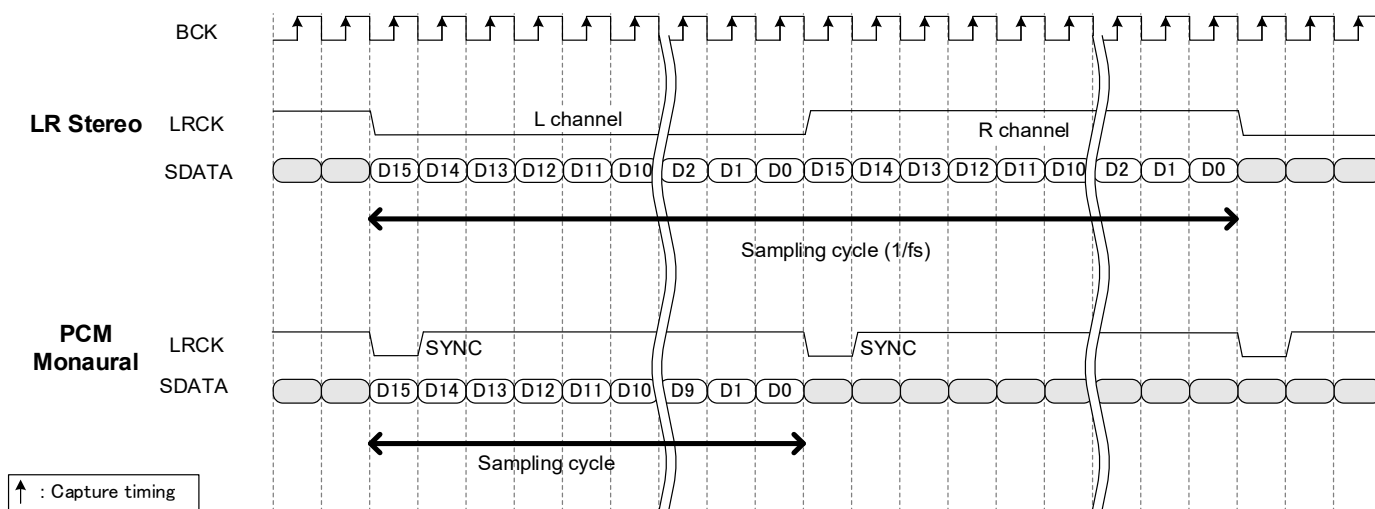 BCK
LR Stereo
LRCK
L channel
R channel
SDATA
D15 D14 D13 D12 D11 D10 D2 D1 D0 D15 D14 D13 D12 D11 D10 D2 D1 D0
Sampling cycle (1/fs)
PCM
Monaural
LRCK
SYNC
SYNC
SDATA
D15 D14 D13 D12 D11 D10 D9 D1 D0
Sampling cycle
: Capture timing